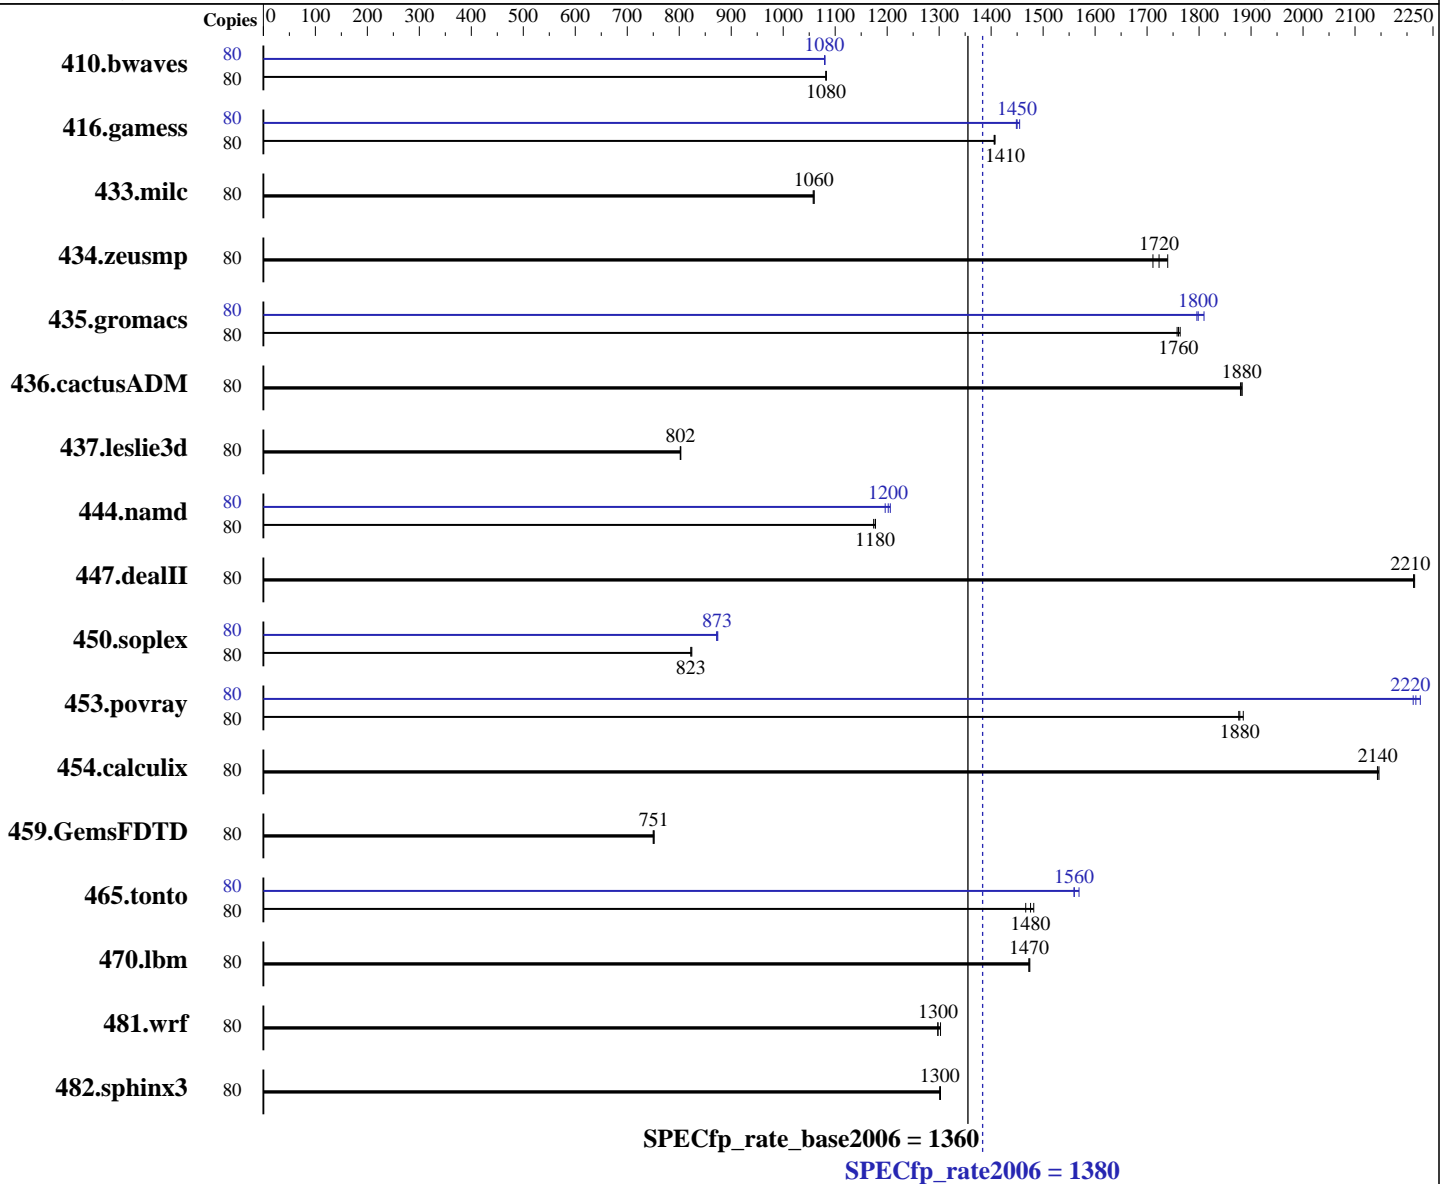 Copies 0 100 200 300 400 500 600 700 800 900 1000 1100 1200 1300 1400 1500 1600 1700 1800 1900 2000 2100 2250
410.bwaves 80 1080
80 1080
416.gamess 80 1450
80 1410
433.milc 80 1060
434.zeusmp 80 1720
435.gromacs 80 1800
80 1760
436.cactusADM 80 1880
437.leslie3d 80 802
444.namd 80 1200
80 1180
447.dealII 80 2210
450.soplex 80 873
80 823
453.povray 80 2220
80 1880
454.calculix 80 2140
459.GemsFDTD 80 751
465.tonto 80 1560
80 1480
470.lbm 80 1470
481.wrf 80 1300
482.sphinx3 80 1300
SPECfp_rate_base2006 = 1360
SPECfp_rate2006 = 1380